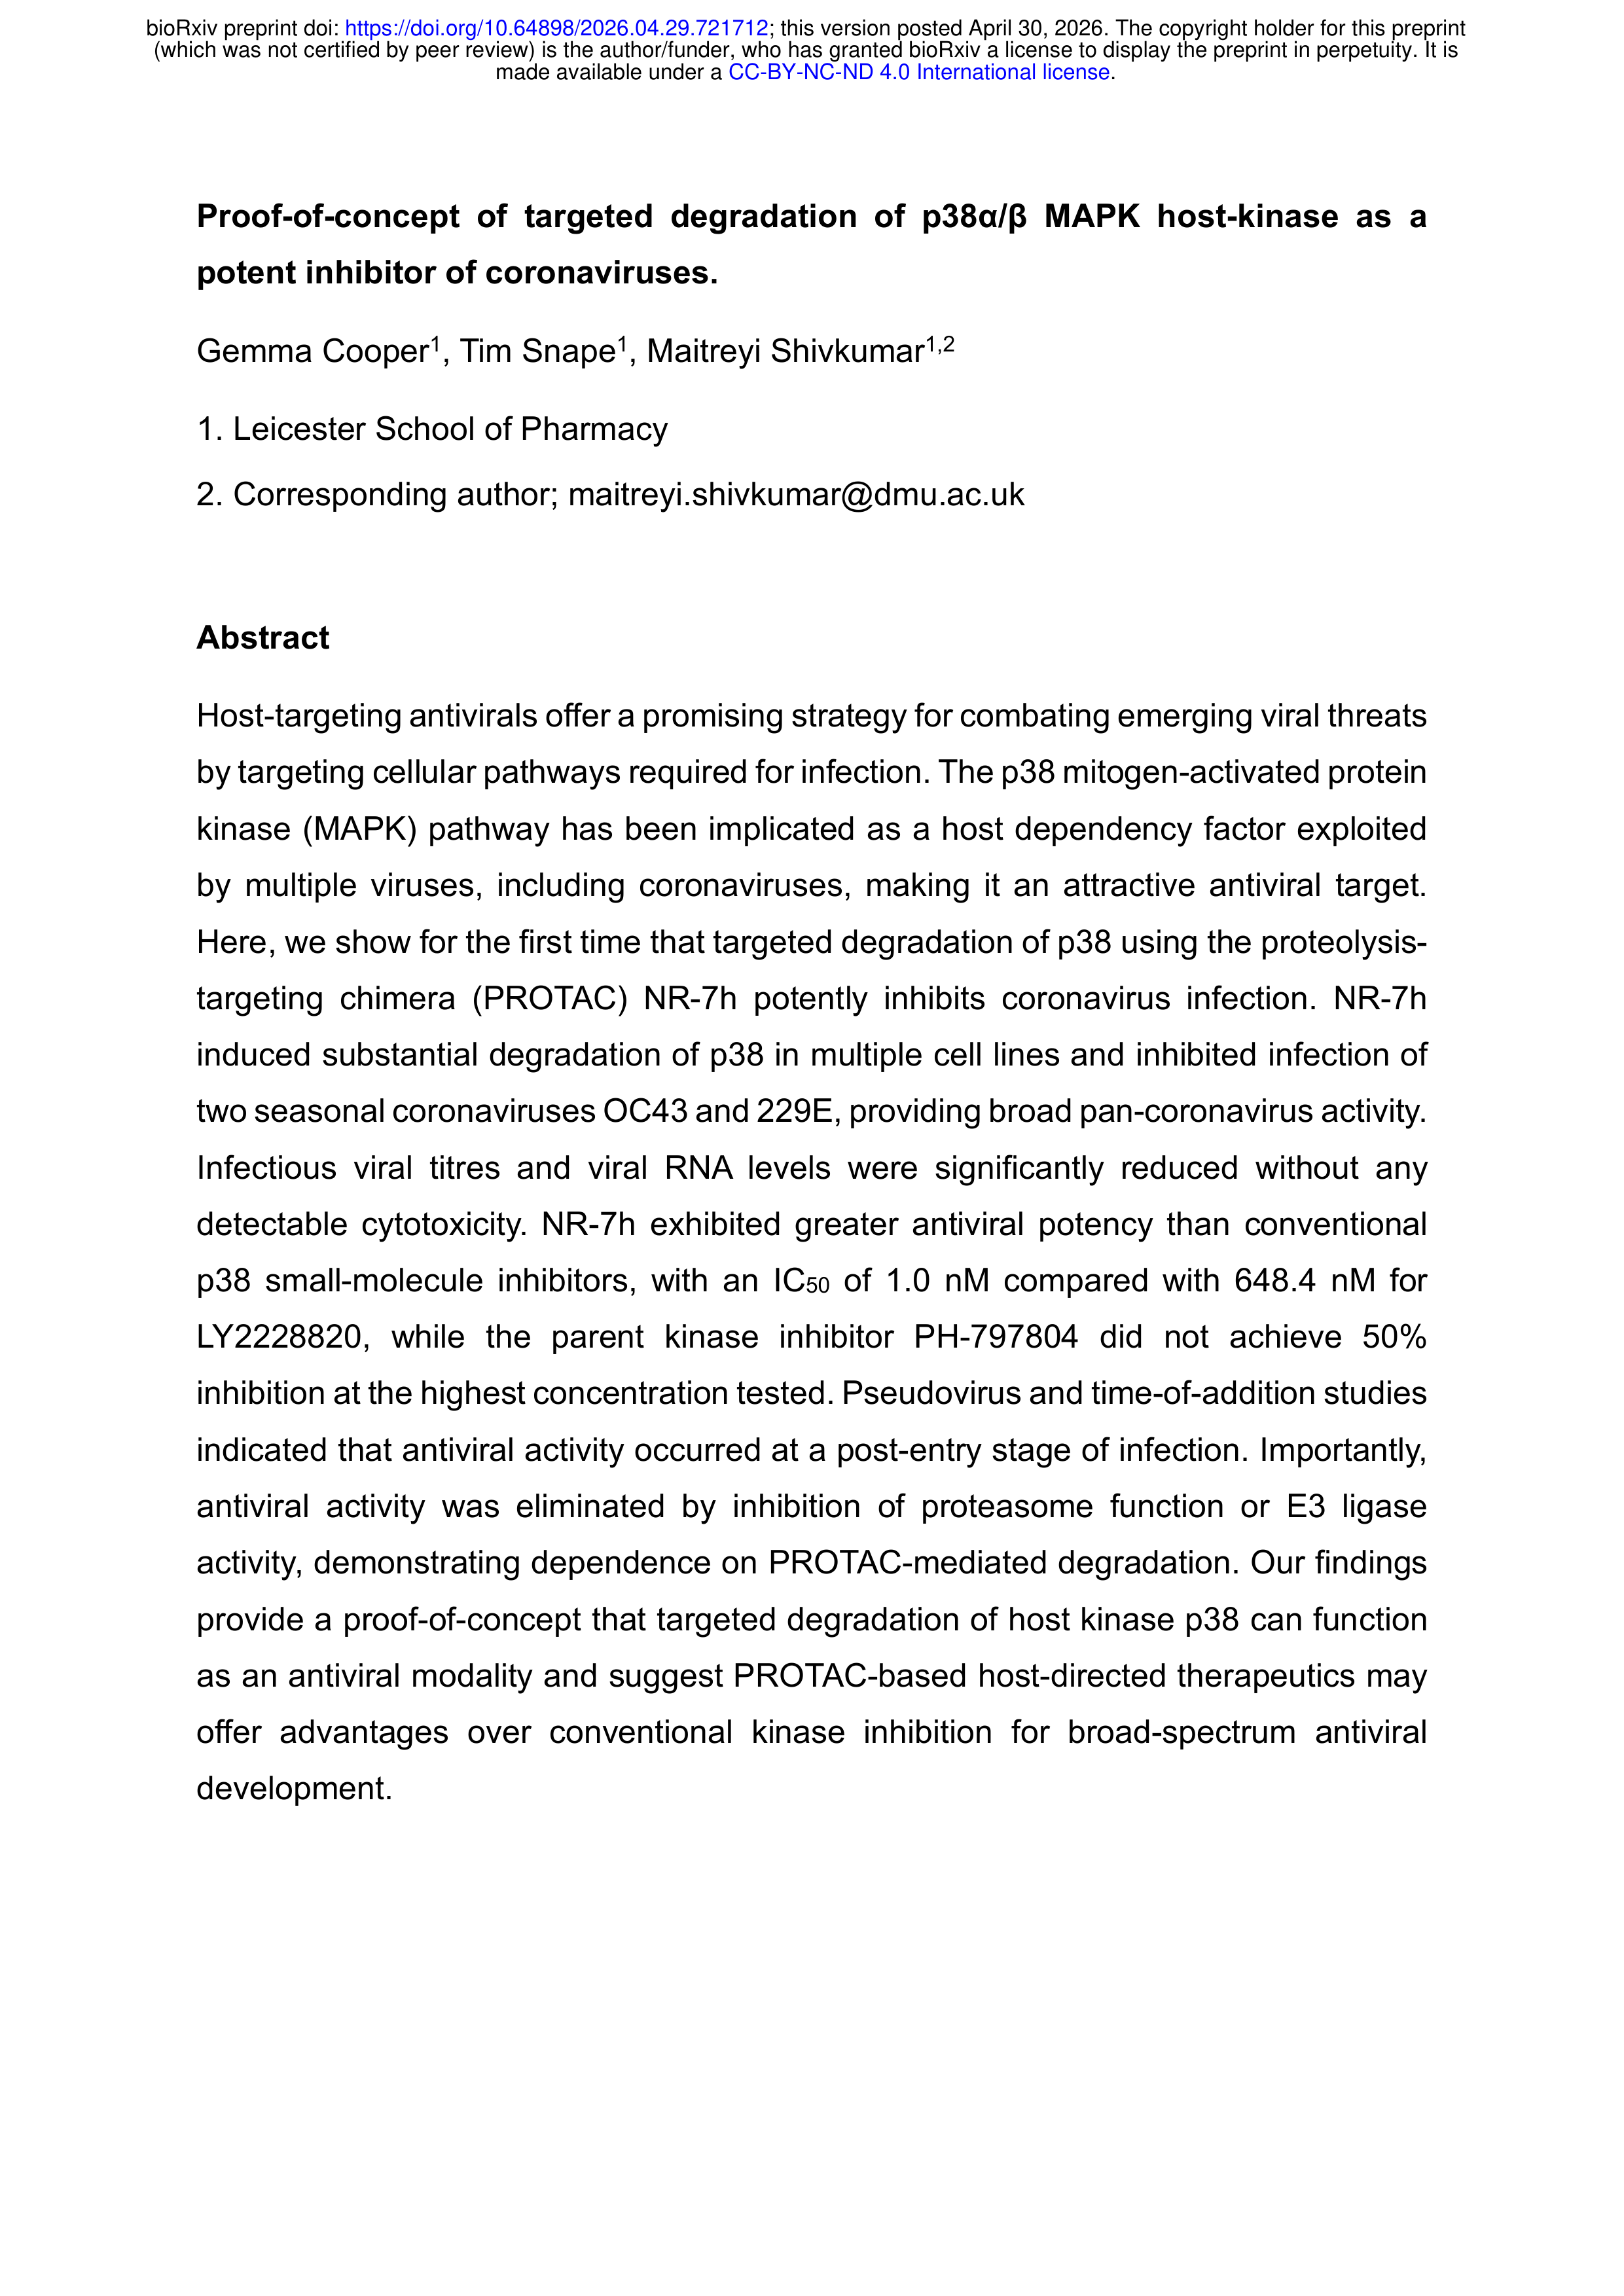 bioRxiv preprint doi: https://doi.org/10.64898/2026.04.29.721712; this version posted April 30, 2026. The copyright holder for this preprint
(which was not certified by peer review) is the author/funder, who has granted bioRxiv a license to display the preprint in perpetuity. It is
made available under a CC-BY-NC-ND 4.0 International license.
Proof-of-concept of targeted degradation of p38α/β MAPK host-kinase as a
potent inhibitor of coronaviruses.
Gemma Cooper1, Tim Snape1, Maitreyi Shivkumar1,2
1. Leicester School of Pharmacy
2. Corresponding author; maitreyi.shivkumar@dmu.ac.uk
Abstract
Host-targeting antivirals offer a promising strategy for combating emerging viral threats
by targeting cellular pathways required for infection. The p38 mitogen-activated protein
kinase (MAPK) pathway has been implicated as a host dependency factor exploited
by multiple viruses, including coronaviruses, making it an attractive antiviral target.
Here, we show for the first time that targeted degradation of p38 using the proteolysis-
targeting chimera (PROTAC) NR-7h potently inhibits coronavirus infection. NR-7h
induced substantial degradation of p38 in multiple cell lines and inhibited infection of
two seasonal coronaviruses OC43 and 229E, providing broad pan-coronavirus activity.
Infectious viral titres and viral RNA levels were significantly reduced without any
detectable cytotoxicity. NR-7h exhibited greater antiviral potency than conventional
p38 small-molecule inhibitors, with an IC50 of 1.0 nM compared with 648.4 nM for
LY2228820, while the parent kinase inhibitor PH-797804 did not achieve 50%
inhibition at the highest concentration tested. Pseudovirus and time-of-addition studies
indicated that antiviral activity occurred at a post-entry stage of infection. Importantly,
antiviral activity was eliminated by inhibition of proteasome function or E3 ligase
activity, demonstrating dependence on PROTAC-mediated degradation. Our findings
provide a proof-of-concept that targeted degradation of host kinase p38 can function
as an antiviral modality and suggest PROTAC-based host-directed therapeutics may
offer advantages over conventional kinase inhibition for broad-spectrum antiviral
development.